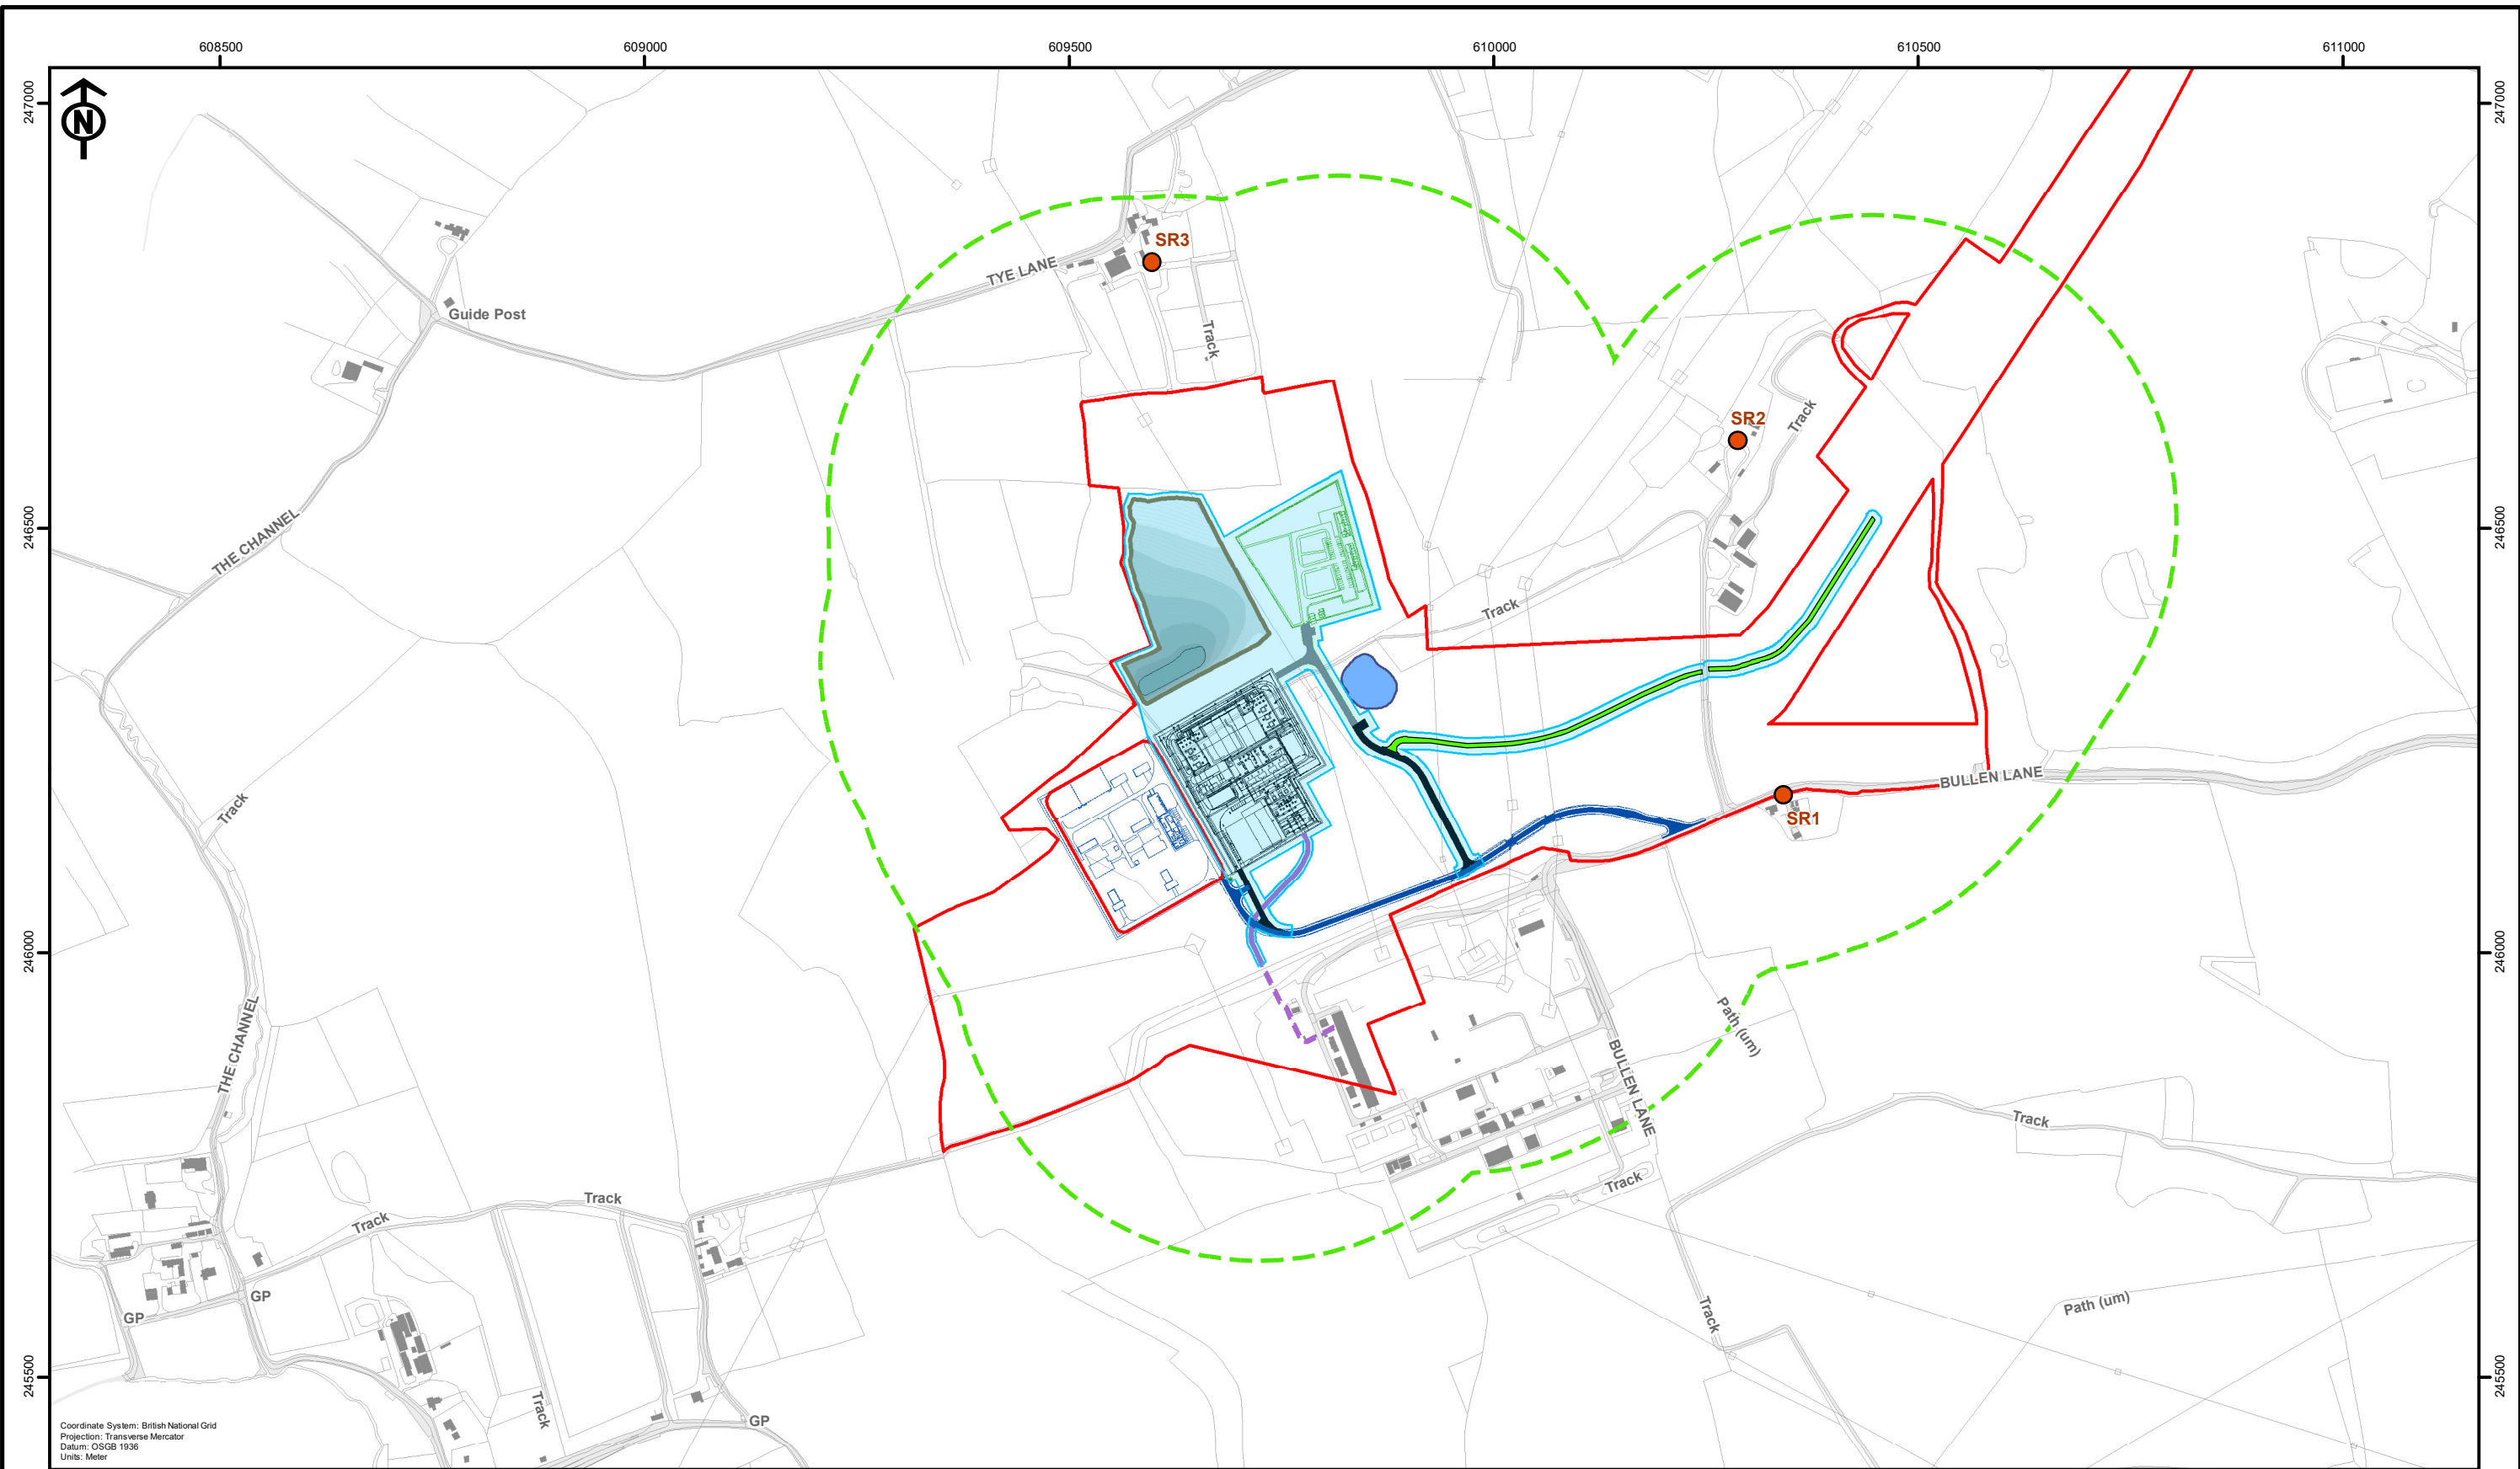 608500
609000
609500
610000
610500
611000
247000
247000
N
SR3
TYE LANE
Guide Post
Track
SR2
Track
246500
246500
THE CHANNEL
Track
BULLEN LANE
SR1
Track
246000
246000
Path (um)
THE CHANNEL
BULLEN LANE
Track
Track
Track
Track
GP
GP
Path (um)
Track
245500
245500
Track
GP
Coordinate System: British National Grid
Projection: Transverse Mercator
Datum: OSGB 1936
Units: Meter